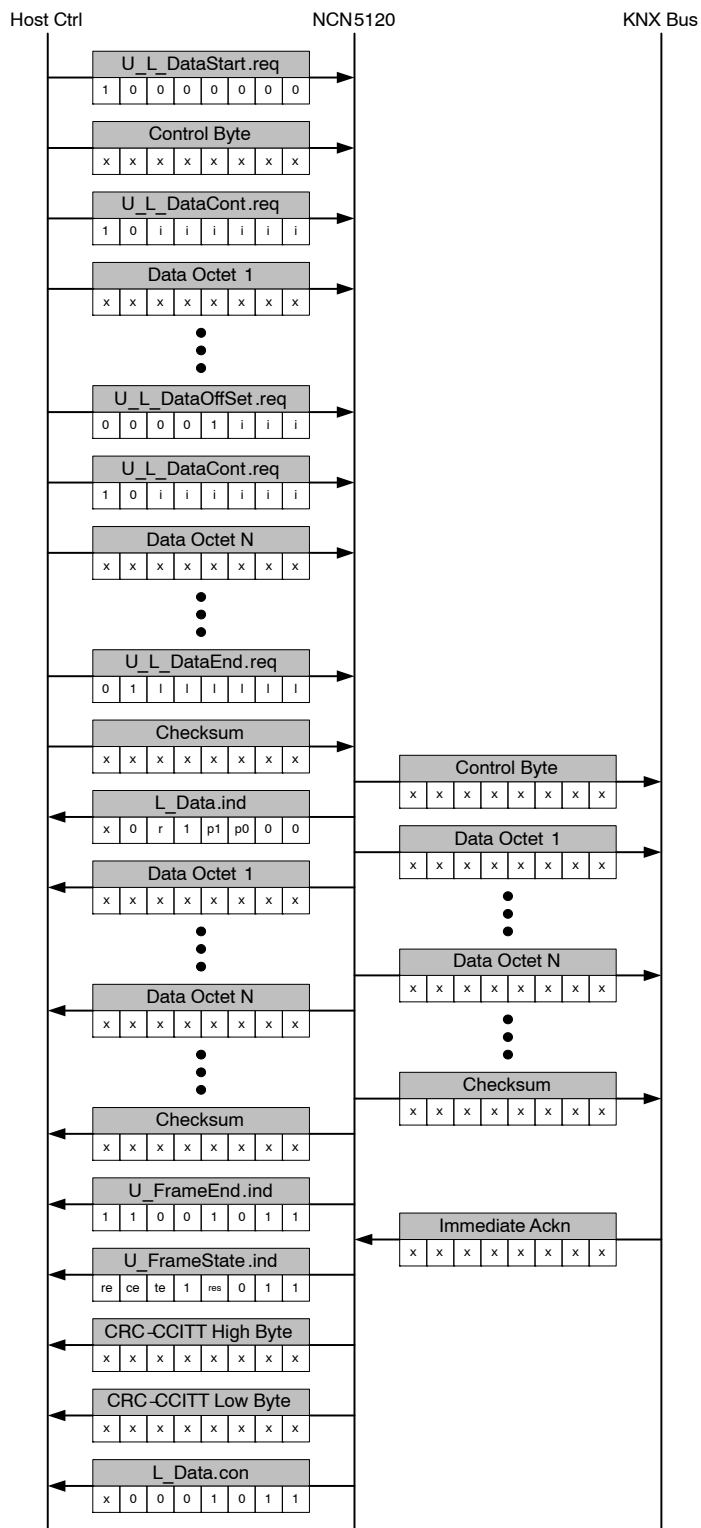 Host Ctrl NCN5120 KNX Bus
U_L_DataStart.req
1 0 0 0 0 0 0 0
Control Byte
x x x x x x x x
U_L_DataCont.req
1 0 i i i i i i
Data Octet 1
x x x x x x x x
U_L_DataOffSet.req
0 0 0 0 1 i i i
U_L_DataCont.req
1 0 i i i i i i
Data Octet N
x x x x x x x x
U_L_DataEnd.req
0 1 l l l l l l
Checksum
x x x x x x x x
Control Byte
x x x x x x x x
L_Data.ind
x 0 r 1 p1 p0 0 0
Data Octet 1
x x x x x x x x
Data Octet 1
x x x x x x x x
Data Octet N
x x x x x x x x
Data Octet N
x x x x x x x x
Checksum
x x x x x x x x
Checksum
x x x x x x x x
U_FrameEnd.ind
1 1 0 0 1 0 1 1
Immediate Ackn
x x x x x x x x
U_FrameState.ind
re ce te 1 res 0 1 1
CRC-CCITT High Byte
x x x x x x x x
CRC-CCITT Low Byte
x x x x x x x x
L_Data.con
x 0 0 0 1 0 1 1